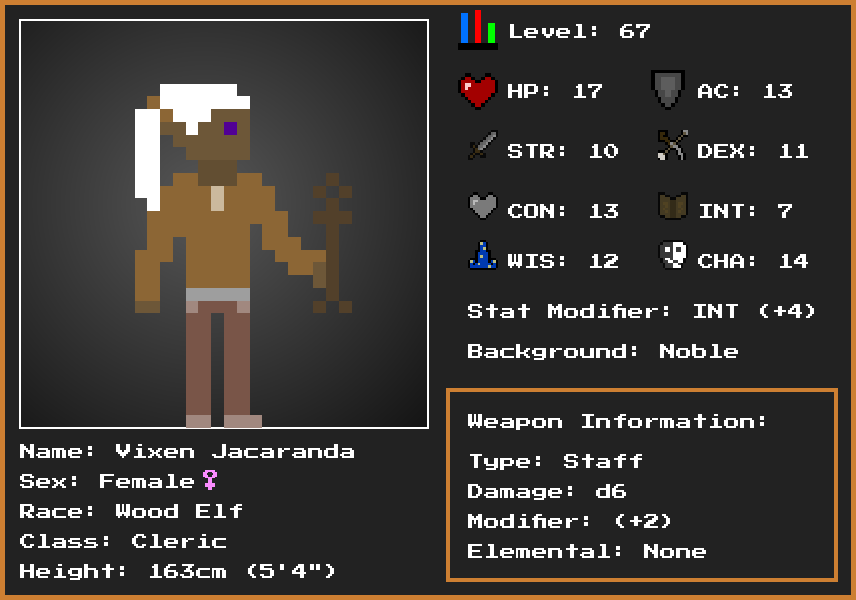 Level: 67
HP: 17 AC: 13
STR: 10 DEX: 11
CON: 13 INT: 7
WIS: 12 CHA: 14
Stat Modifier: INT (+4)
Background: Noble
Weapon Information:
Type: Staff
Damage: d6
Modifier: (+2)
Elemental: None
Name: Vixen Jacaranda
Sex: Female♀
Race: Wood Elf
Class: Cleric
Height: 163cm (5'4")